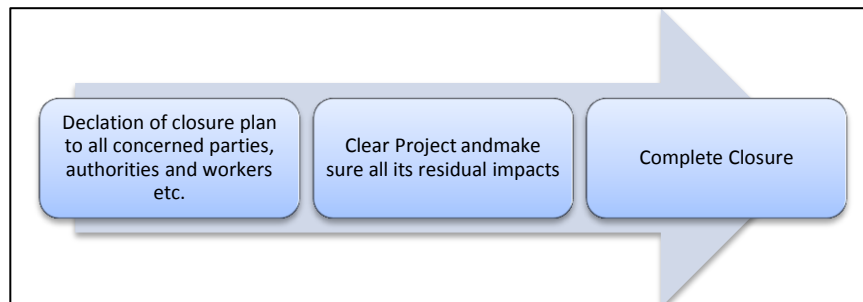 Declation of closure plan
to all concerned parties,
authorities and workers
etc.
Clear Project andmake
sure all its residual impacts
Complete Closure